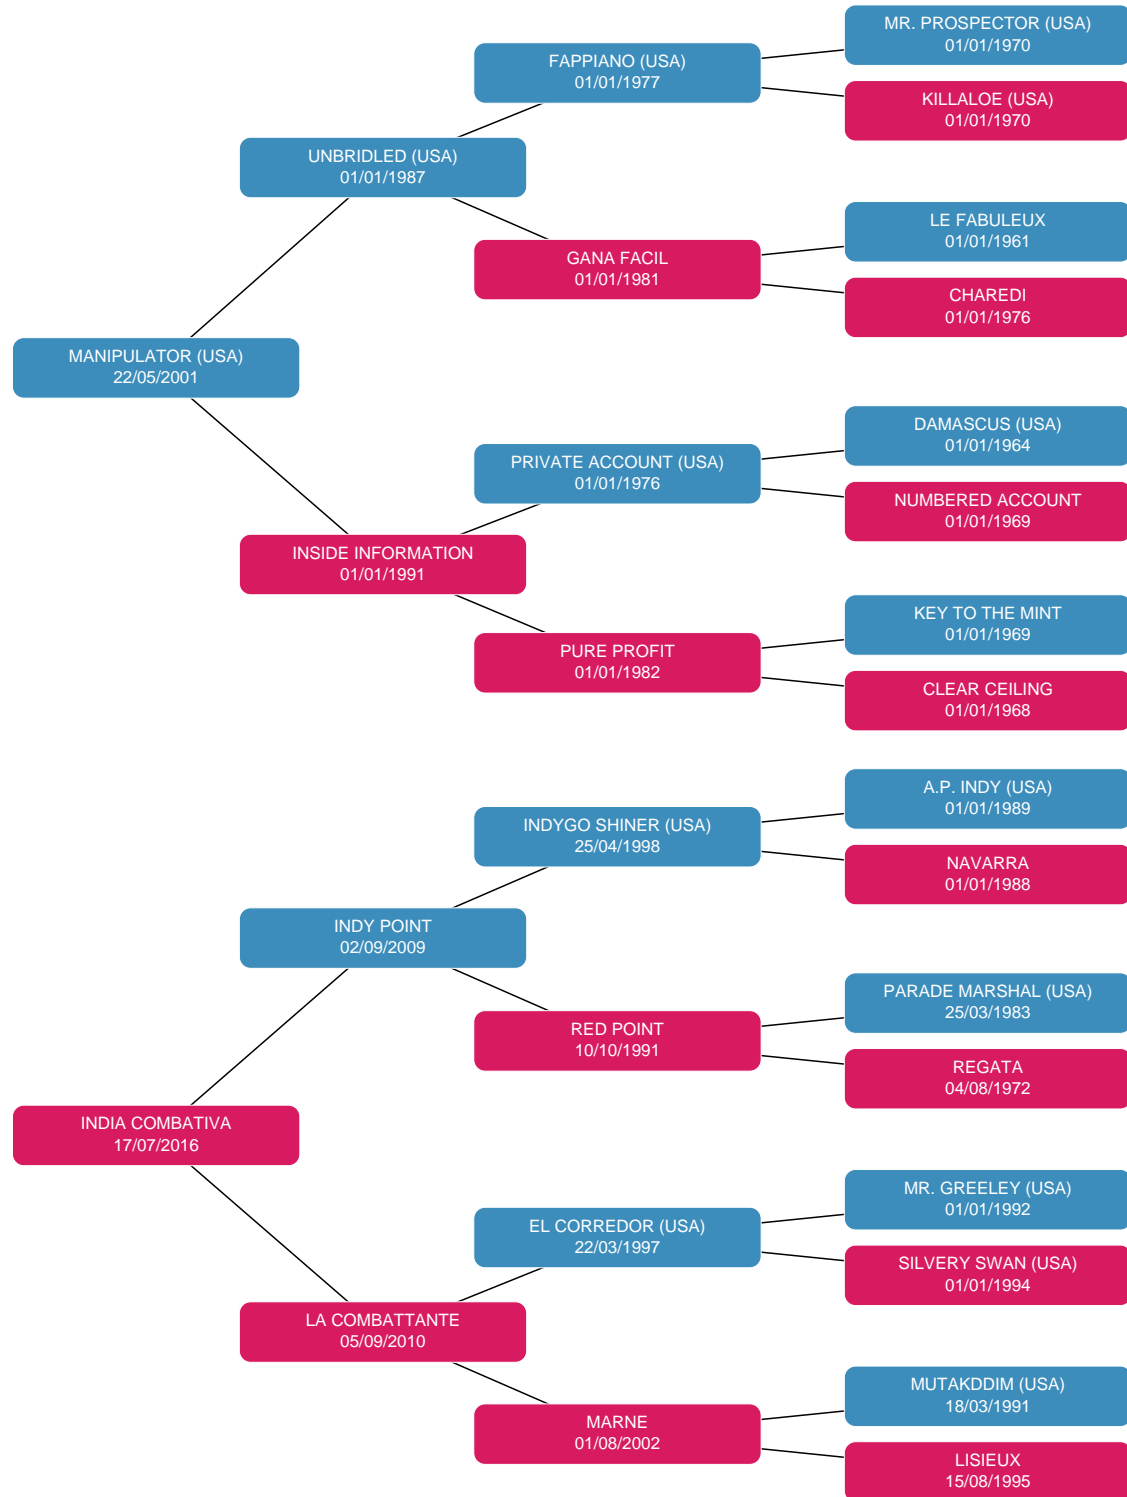 MR. PROSPECTOR (USA)
01/01/1970
FAPPIANO (USA)
01/01/1977
KILLALOE (USA)
01/01/1970
UNBRIDLED (USA)
01/01/1987
LE FABULEUX
01/01/1961
GANA FACIL
01/01/1981
CHAREDI
01/01/1976
MANIPULATOR (USA)
22/05/2001
DAMASCUS (USA)
01/01/1964
PRIVATE ACCOUNT (USA)
01/01/1976
NUMBERED ACCOUNT
01/01/1969
INSIDE INFORMATION
01/01/1991
KEY TO THE MINT
01/01/1969
PURE PROFIT
01/01/1982
CLEAR CEILING
01/01/1968
A.P. INDY (USA)
01/01/1989
INDYGO SHINER (USA)
25/04/1998
NAVARRA
01/01/1988
INDY POINT
02/09/2009
PARADE MARSHAL (USA)
25/03/1983
RED POINT
10/10/1991
REGATA
04/08/1972
INDIA COMBATIVA
17/07/2016
MR. GREELEY (USA)
01/01/1992
EL CORREDOR (USA)
22/03/1997
SILVERY SWAN (USA)
01/01/1994
LA COMBATTANTE
05/09/2010
MUTAKDDIM (USA)
18/03/1991
MARNE
01/08/2002
LISIEUX
15/08/1995